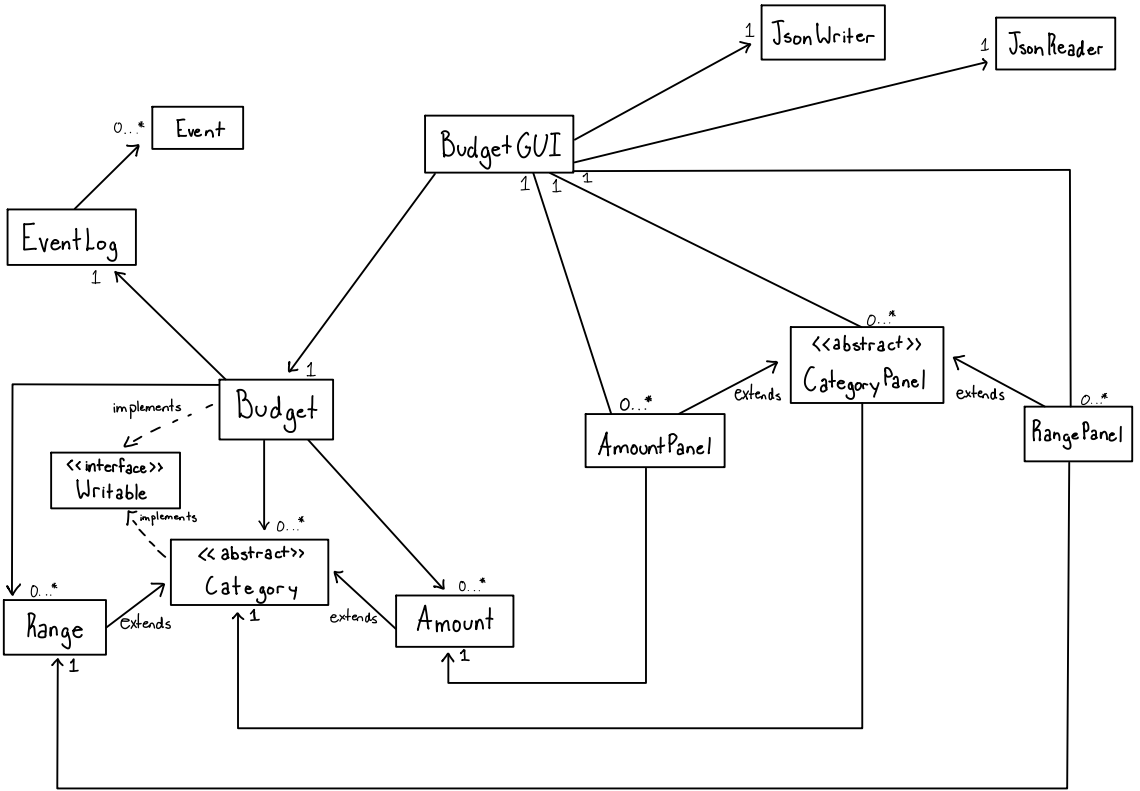 1
JsonWriter
1
JsonReader
0...*
Event
BudgetGUI
1
1
1
EventLog
1
0...*
<<abstract>>
CategoryPanel
1
Budget
extends
extends
implements
0...*
AmountPanel
0...*
RangePanel
<<interface>>
Writable
implements
0...*
<<abstract>>
Category
0...*
Range
extends
0...*
Amount
extends
1
1
1